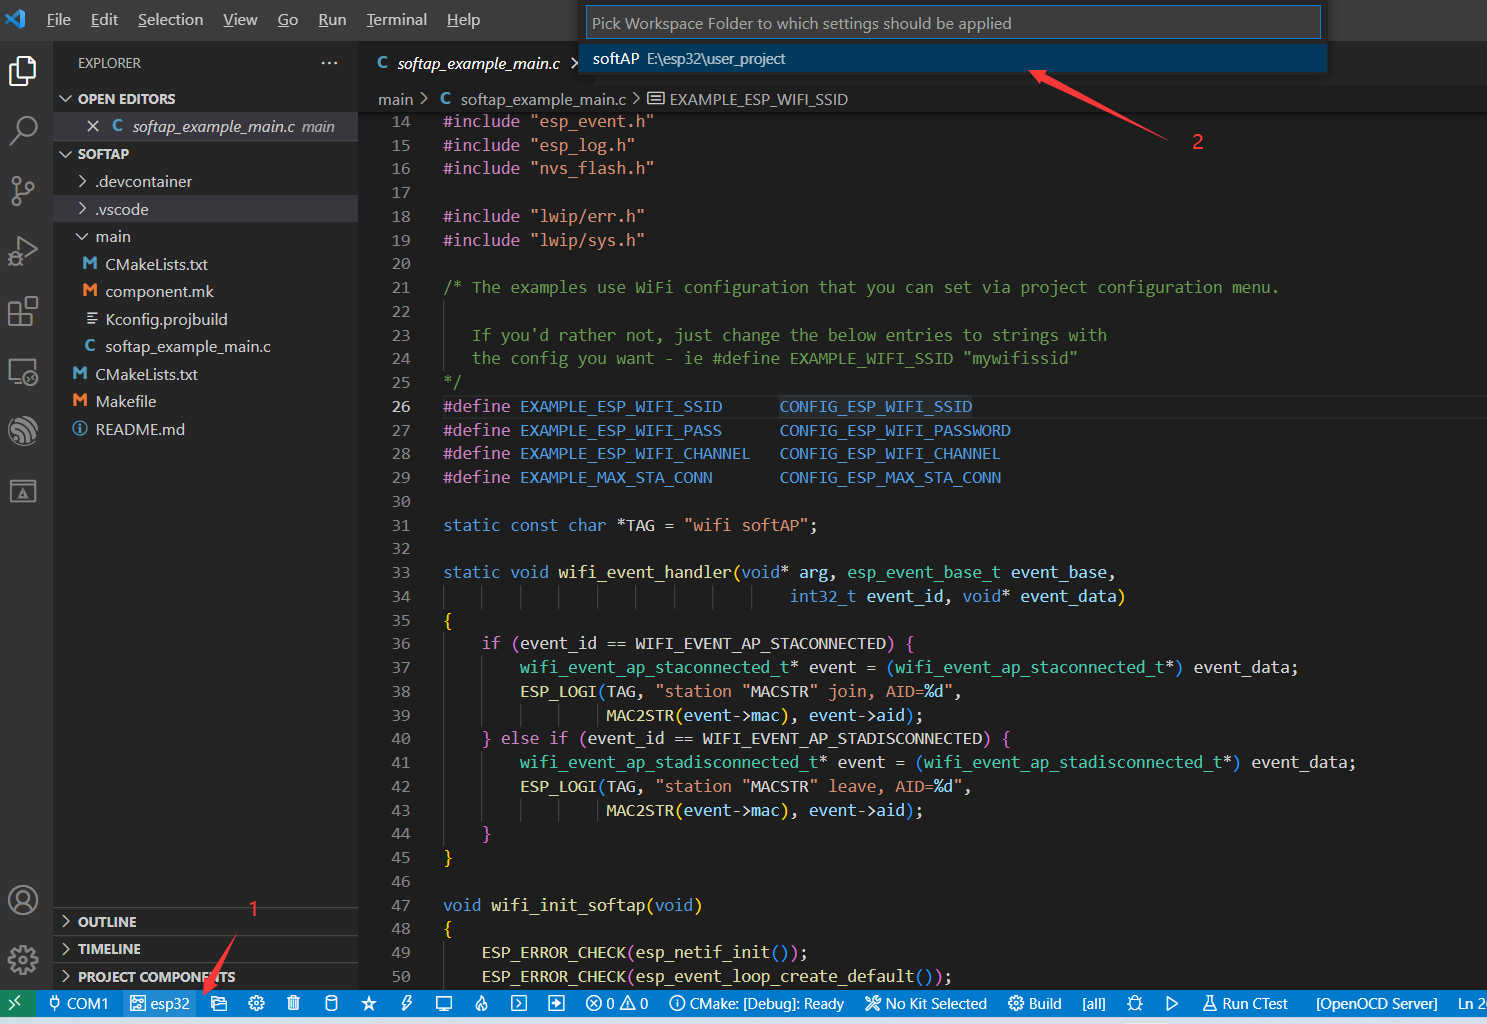 File Edit Selection View Go Run Terminal Help
Pick Workspace Folder to which settings should be applied
softAP E:\esp32\user_project
2
EXPLORER ···
OPEN EDITORS
C softap_example_main.c main
SOFTAP
.devcontainer
.vscode
main
M CMakeLists.txt
M component.mk
Kconfig.projbuild
C softap_example_main.c
M CMakeLists.txt
M Makefile
README.md
OUTLINE
TIMELINE
PROJECT COMPONENTS
1
C softap_example_main.c
main > C softap_example_main.c > EXAMPLE_ESP_WIFI_SSID
14 #include "esp_event.h"
15 #include "esp_log.h"
16 #include "nvs_flash.h"
17
18 #include "lwip/err.h"
19 #include "lwip/sys.h"
20
21 /* The examples use WiFi configuration that you can set via project configuration menu.
22
23 If you'd rather not, just change the below entries to strings with
24 the config you want - ie #define EXAMPLE_WIFI_SSID "mywifissid"
25 */
26 #define EXAMPLE_ESP_WIFI_SSID CONFIG_ESP_WIFI_SSID
27 #define EXAMPLE_ESP_WIFI_PASS CONFIG_ESP_WIFI_PASSWORD
28 #define EXAMPLE_ESP_WIFI_CHANNEL CONFIG_ESP_WIFI_CHANNEL
29 #define EXAMPLE_MAX_STA_CONN CONFIG_ESP_MAX_STA_CONN
30
31 static const char *TAG = "wifi softAP";
32
33 static void wifi_event_handler(void* arg, esp_event_base_t event_base,
34 int32_t event_id, void* event_data)
35 {
36 if (event_id == WIFI_EVENT_AP_STACONNECTED) {
37 wifi_event_ap_staconnected_t* event = (wifi_event_ap_staconnected_t*) event_data;
38 ESP_LOGI(TAG, "station "MACSTR" join, AID=%d",
39 MAC2STR(event->mac), event->aid);
40 } else if (event_id == WIFI_EVENT_AP_STADISCONNECTED) {
41 wifi_event_ap_stadisconnected_t* event = (wifi_event_ap_stadisconnected_t*) event_data;
42 ESP_LOGI(TAG, "station "MACSTR" leave, AID=%d",
43 MAC2STR(event->mac), event->aid);
44 }
45 }
46
47 void wifi_init_softap(void)
48 {
49 ESP_ERROR_CHECK(esp_netif_init());
50 ESP_ERROR_CHECK(esp_event_loop_create_default());
COM1 esp32 0 0 CMake: [Debug]: Ready No Kit Selected Build [all] Run CTest [OpenOCD Server] Ln 2